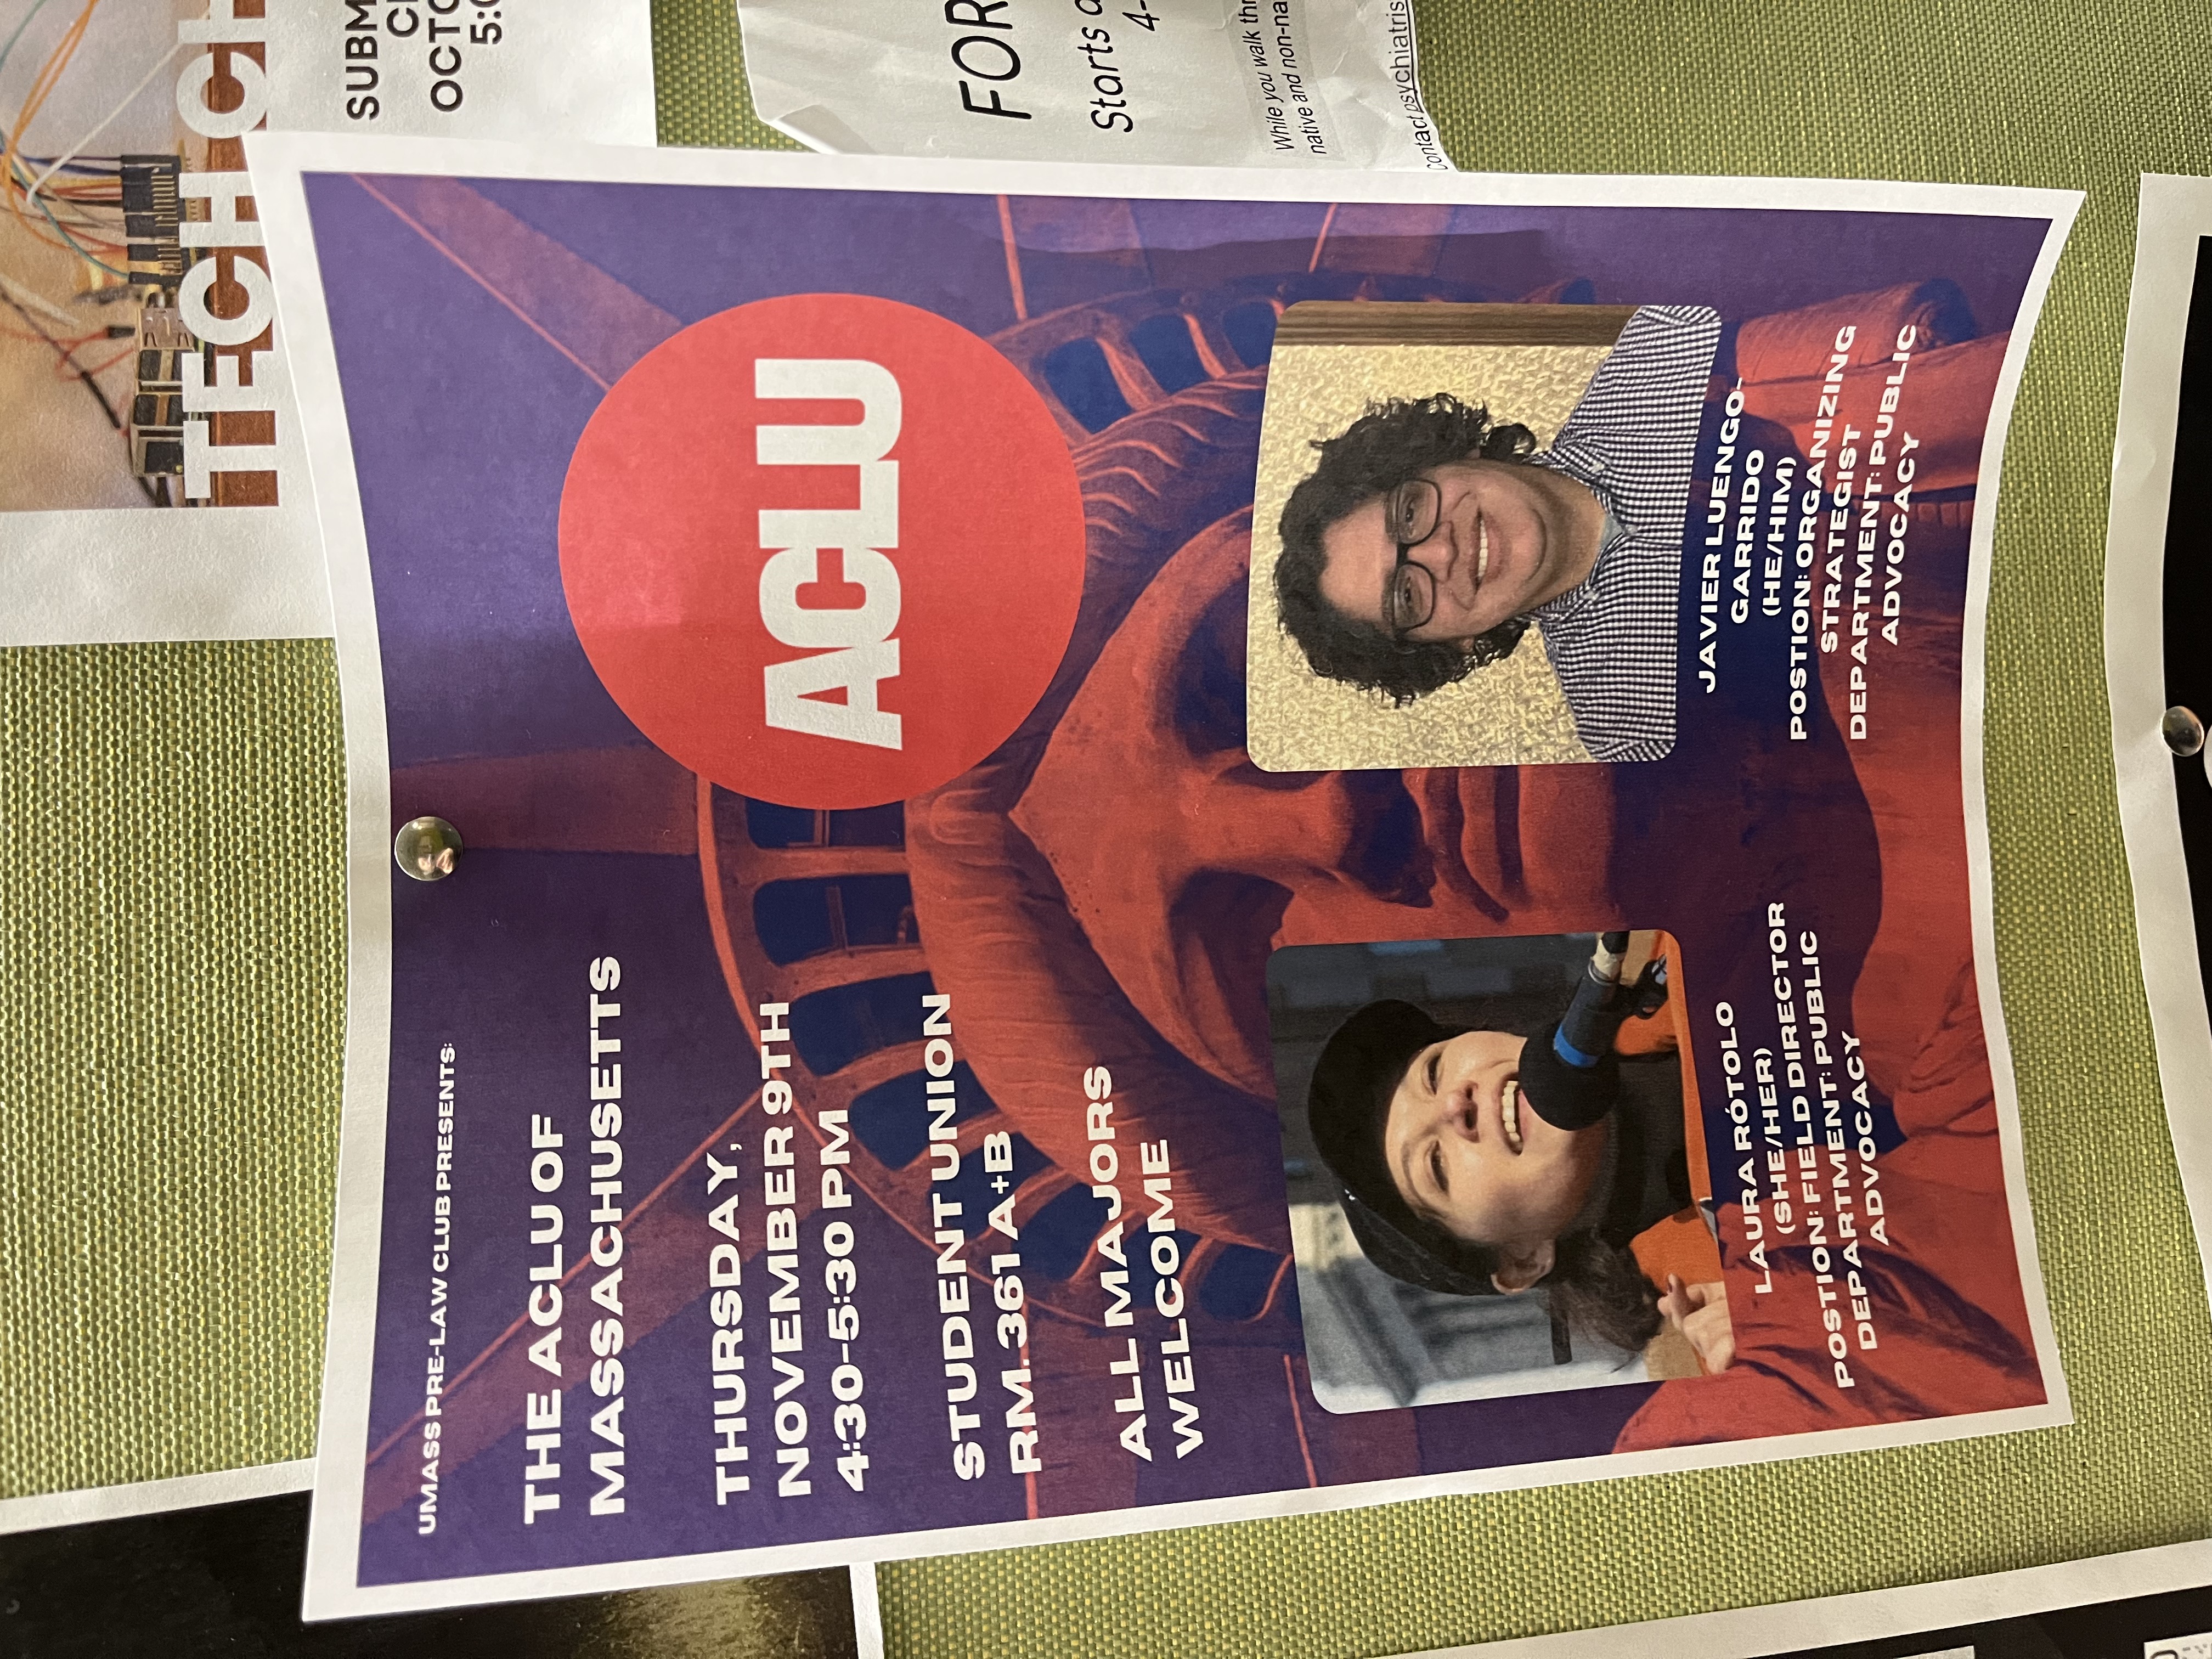 UMASS PRE-LAW CLUB PRESENTS:
THE ACLU OF
MASSACHUSETTS
THURSDAY,
NOVEMBER 9TH
4:30-5:30 PM
STUDENT UNION
RM. 361 A+B
ALL MAJORS
WELCOME
ACLU
LAURA RÓTOLO
(SHE/HER)
POSTION: FIELD DIRECTOR
DEPARTMENT: PUBLIC
ADVOCACY
JAVIER LUENGO-
GARRIDO
(HE/HIM)
POSTION: ORGANIZING
STRATEGIST
DEPARTMENT: PUBLIC
ADVOCACY
TECH CH
SUBM
OCTO
5:0
FOR
Starts a
4-
While you walk thr
native and non-na
Contact psychiatris